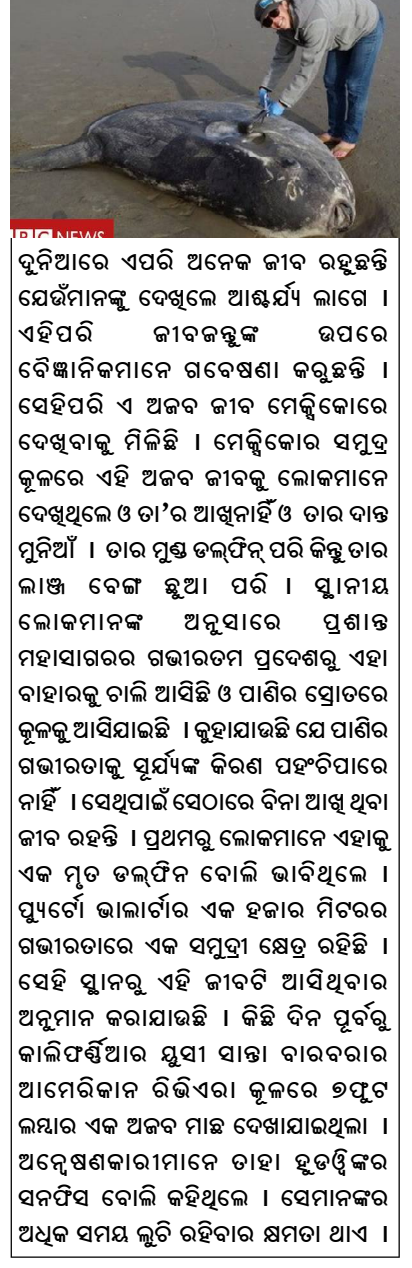 BBC NEWS
ଦୁନିଆରେ ଏପରି ଅନେକ ଜୀବ ରହୁଛନ୍ତି
ଯେଉଁମାନଙ୍କୁ ଦେଖିଲେ ଆଶ୍ଚର୍ଯ୍ୟ ଲାଗେ ।
ଏହିପରି ଜୀବଜନ୍ତୁଙ୍କ ଉପରେ
ବୈଜ୍ଞାନିକମାନେ ଗବେଷଣା କରୁଛନ୍ତି ।
ସେହିପରି ଏ ଅଜବ ଜୀବ ମେକ୍ସିକୋରେ
ଦେଖିବାକୁ ମିଳିଛି । ମେକ୍ସିକୋର ସମୁଦ୍ର
କୂଳରେ ଏହି ଅଜବ ଜୀବକୁ ଲୋକମାନେ
ଦେଖିଥିଲେ ଓ ତା’ର ଆଖିନାହିଁ ଓ ତାର ଦାନ୍ତ
ମୁନିଆଁ । ତାର ମୁଣ୍ଡ ଡଲ୍‌ଫିନ୍ ପରି କିନ୍ତୁ ତାର
ଲାଞ୍ଜ ବେଙ୍ଗ ଛୁଆ ପରି । ସ୍ଥାନୀୟ
ଲୋକମାନଙ୍କ ଅନୁସାରେ ପ୍ରଶାନ୍ତ
ମହାସାଗରର ଗଭୀରତମ ପ୍ରଦେଶରୁ ଏହା
ବାହାରକୁ ଚାଲି ଆସିଛି ଓ ପାଣିର ସ୍ରୋତରେ
କୂଳକୁ ଆସିଯାଇଛି । କୁହାଯାଉଛି ଯେ ପାଣିର
ଗଭୀରତାକୁ ସୂର୍ଯ୍ୟଙ୍କ କିରଣ ପହଂଚିପାରେ
ନାହିଁ । ସେଥିପାଇଁ ସେଠାରେ ବିନା ଆଖି ଥିବା
ଜୀବ ରହନ୍ତି । ପ୍ରଥମରୁ ଲୋକମାନେ ଏହାକୁ
ଏକ ମୃତ ଡଲ୍‌ଫିନ ବୋଲି ଭାବିଥିଲେ ।
ପ୍ୟୁର୍ଟୋ ଭାଲାର୍ଟାର ଏକ ହଜାର ମିଟରର
ଗଭୀରତାରେ ଏକ ସମୁଦ୍ରୀ କ୍ଷେତ୍ର ରହିଛି ।
ସେହି ସ୍ଥାନରୁ ଏହି ଜୀବଟି ଆସିଥିବାର
ଅନୁମାନ କରାଯାଉଛି । କିଛି ଦିନ ପୂର୍ବରୁ
କାଲିଫର୍ଣ୍ଣିଆର ୟୁସୀ ସାନ୍ତା ବାରବରାର
ଆମେରିକାନ ରିଭିଏରା କୂଳରେ ୭ଫୁଟ
ଲମ୍ବାର ଏକ ଅଜବ ମାଛ ଦେଖାଯାଇଥିଲା ।
ଅନ୍ୱେଷଣକାରୀମାନେ ତାହା ହୁଡଓ୍ଵିଙ୍କର
ସନଫିସ ବୋଲି କହିଥିଲେ । ସେମାନଙ୍କର
ଅଧିକ ସମୟ ଲୁଚି ରହିବାର କ୍ଷମତା ଥାଏ ।